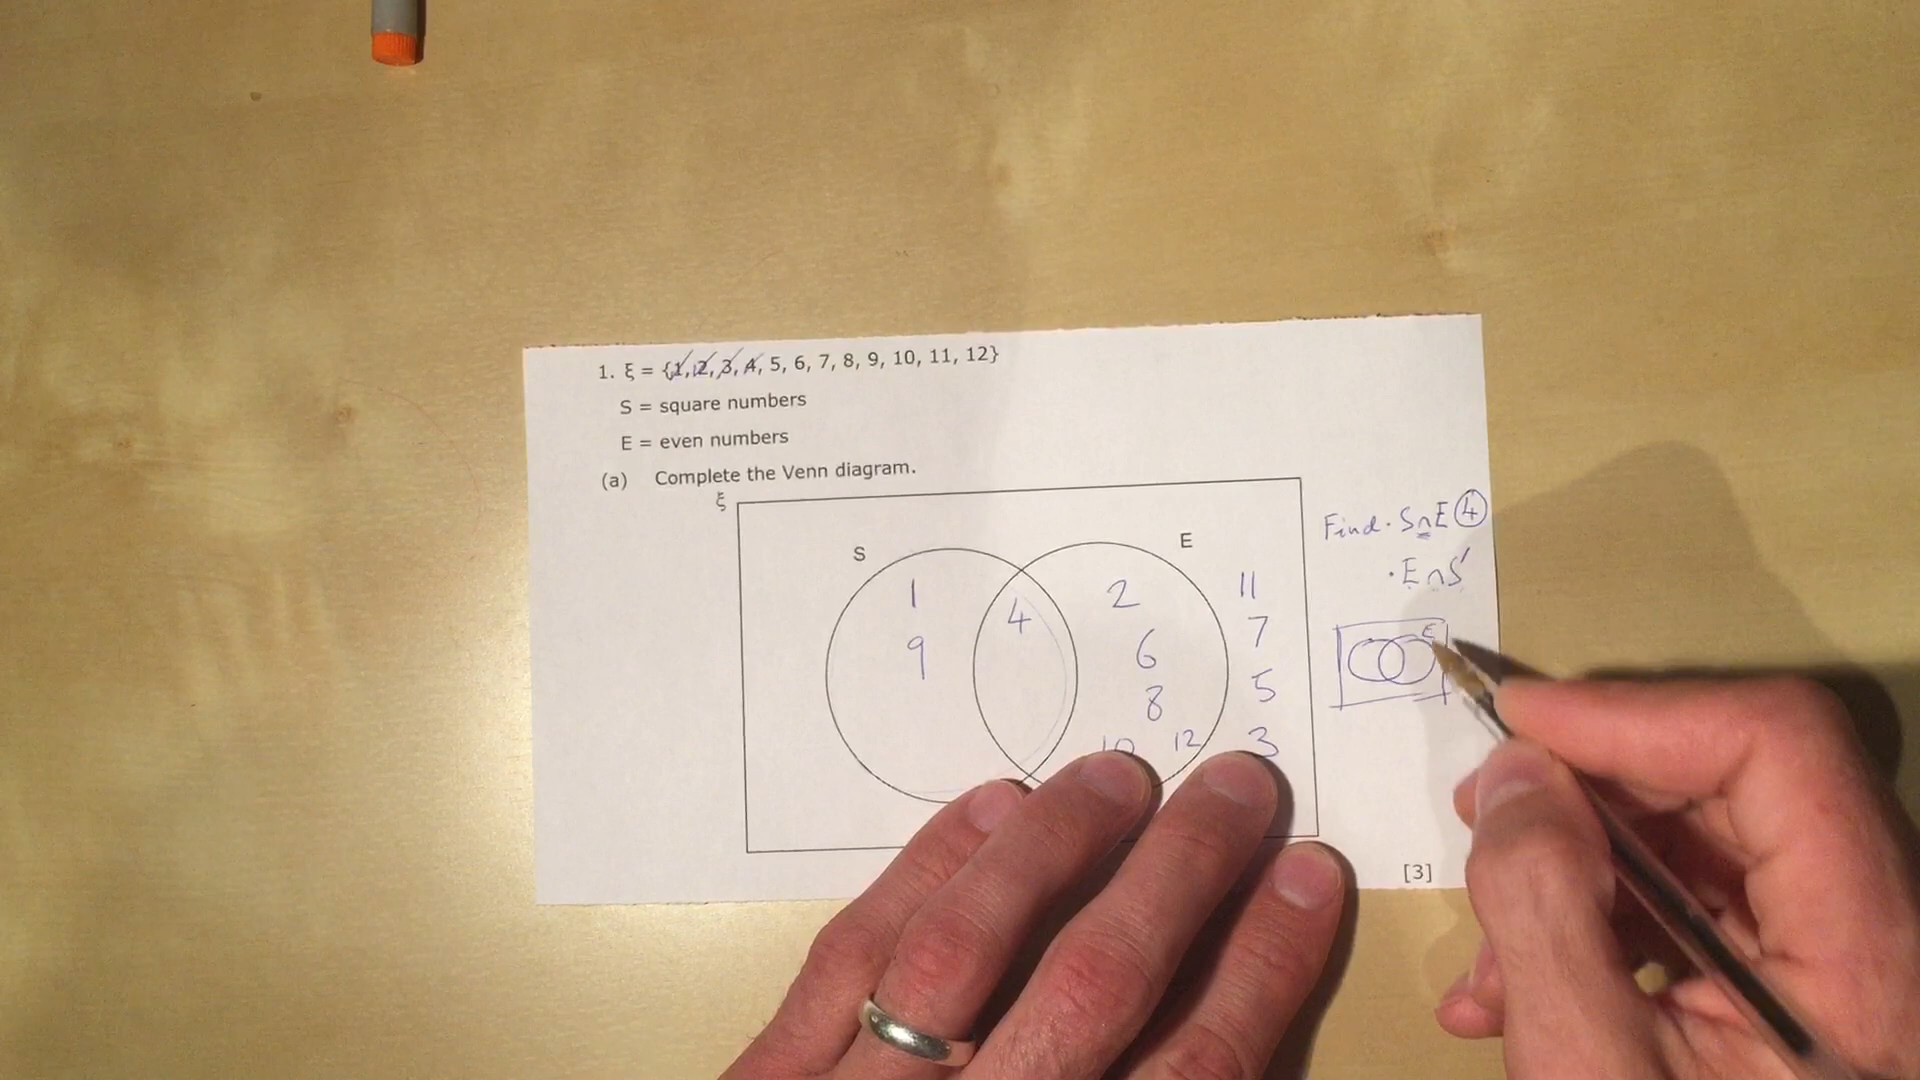 1. ξ = {1, 2, 3, 4, 5, 6, 7, 8, 9, 10, 11, 12}
S = square numbers
E = even numbers
(a) Complete the Venn diagram.
ξ
S
E
1
9
4
2
6
8
10 12
11
7
5
3
Find · S∩E 4
· E∩S′
E
[3]